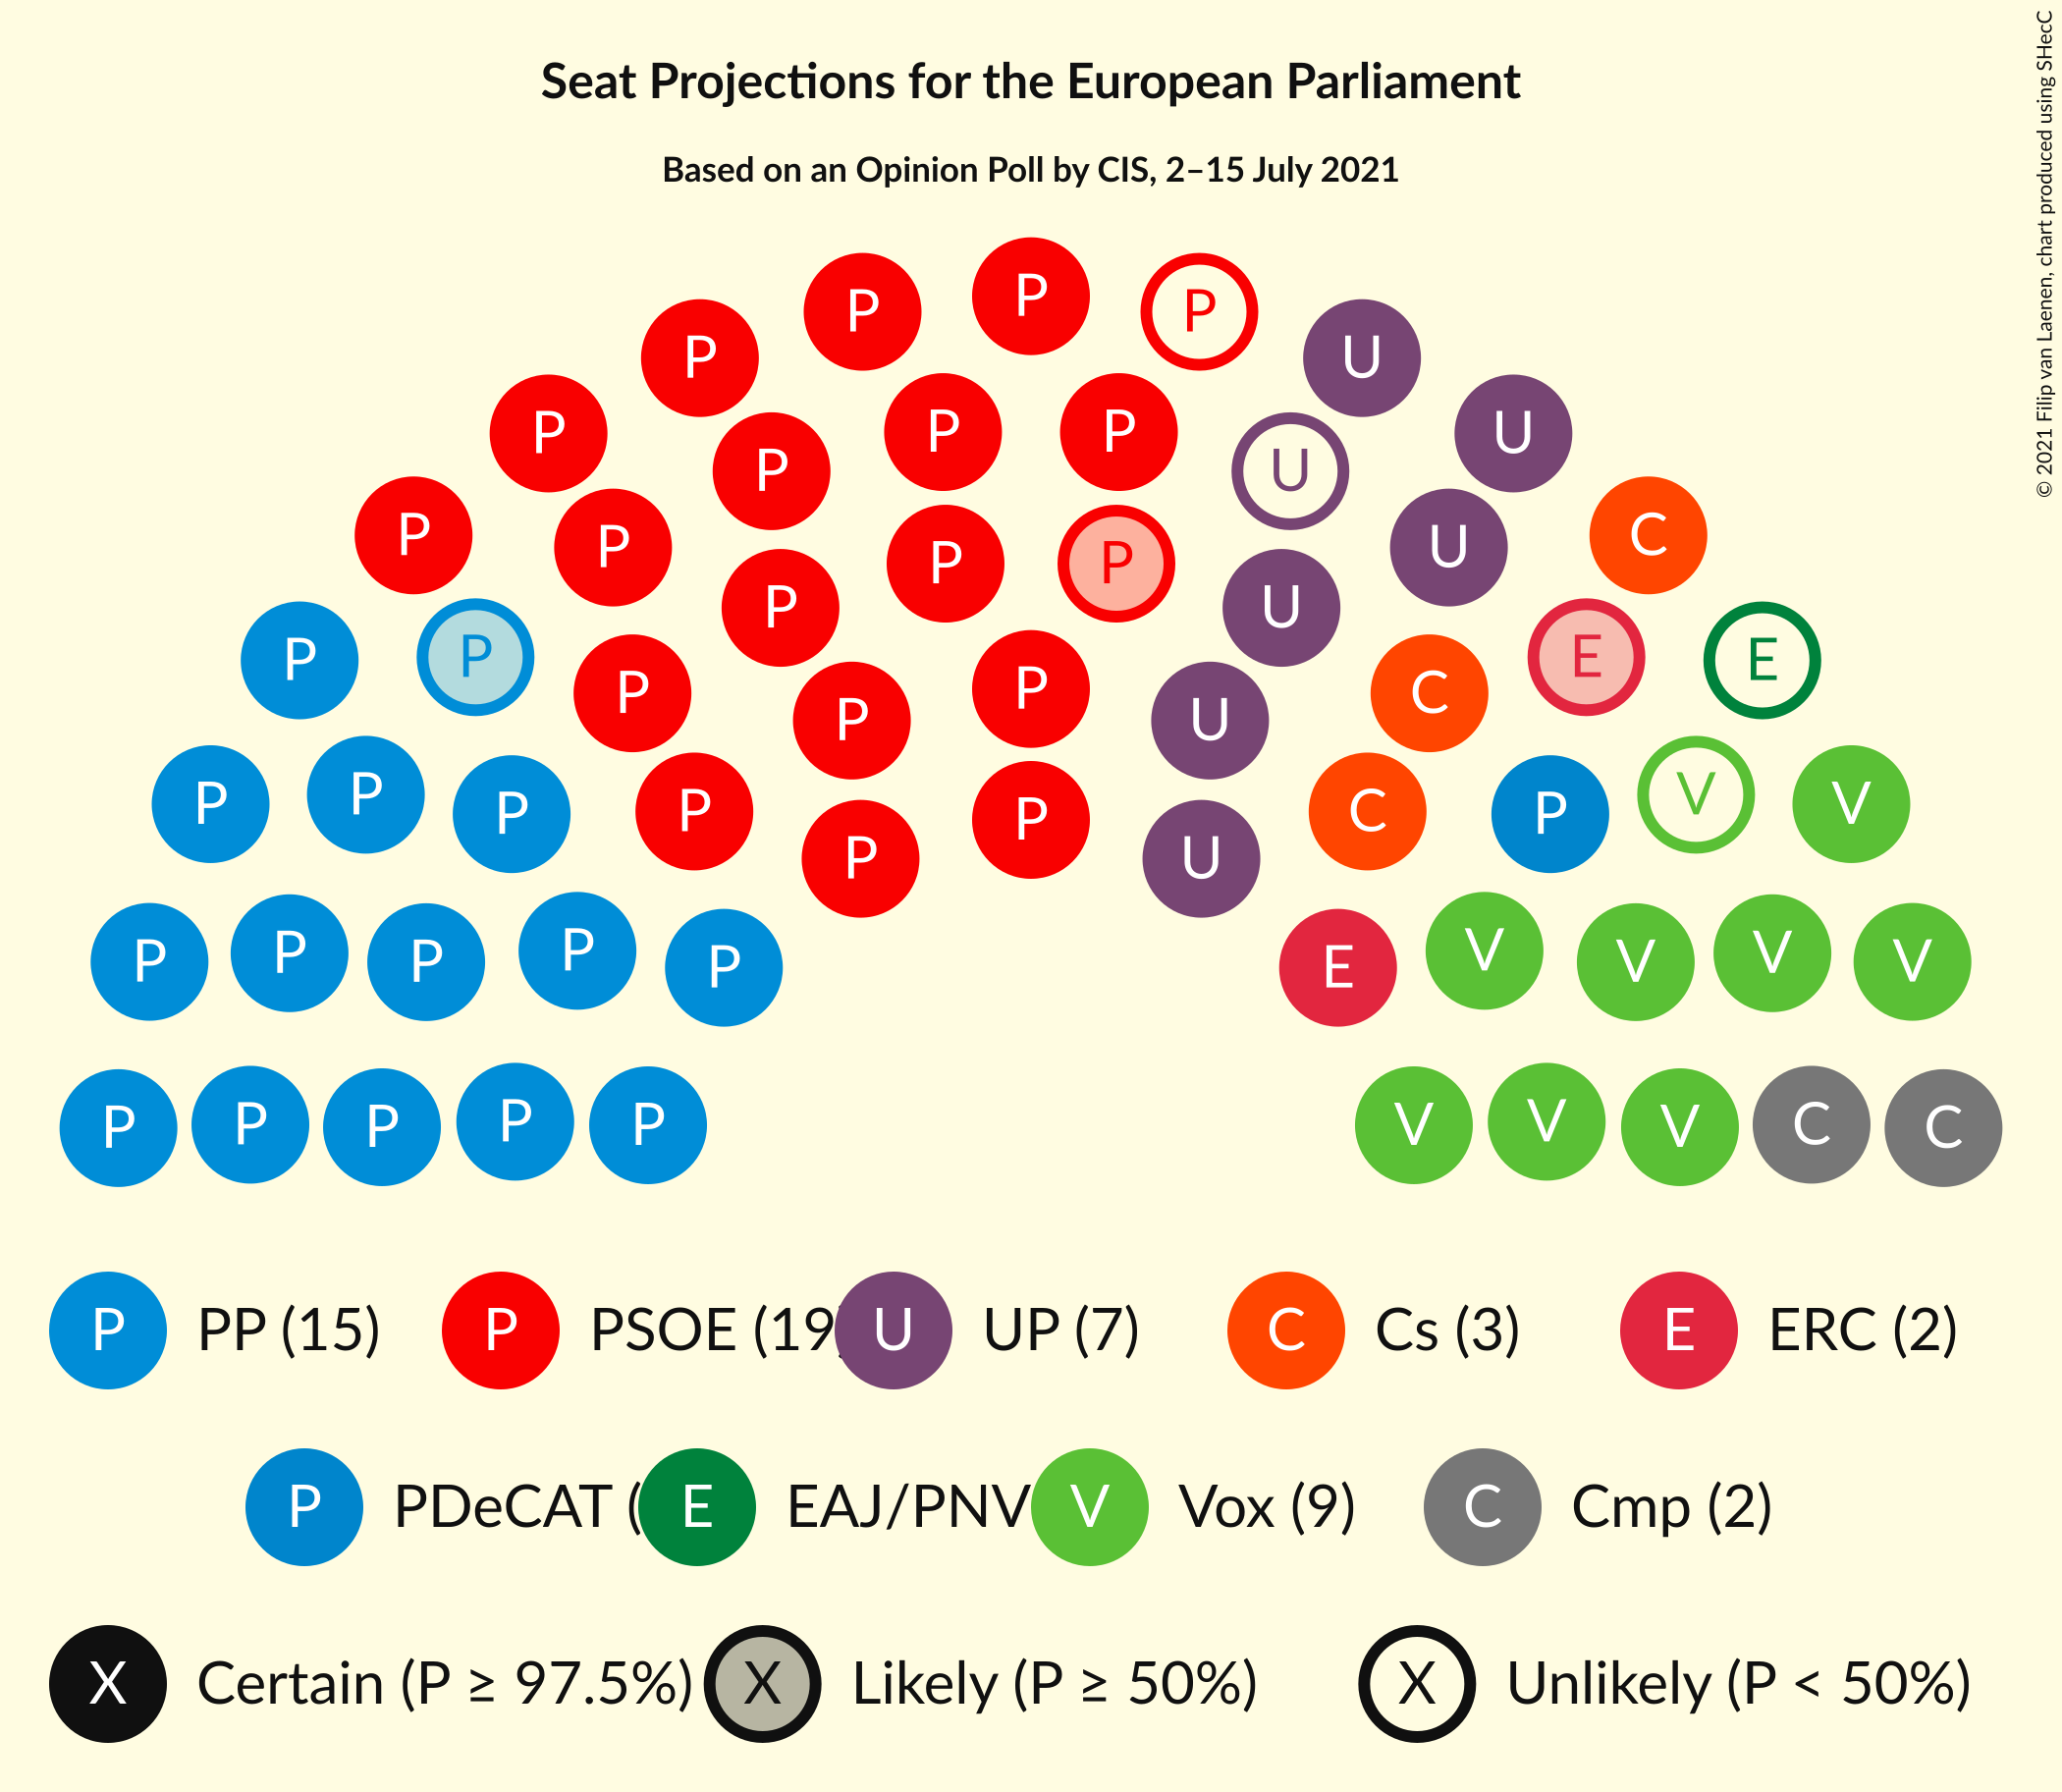 Seat Projections for the European Parliament
Based on an Opinion Poll by CIS, 2–15 July 2021
© 2021 Filip van Laenen, chart produced using SHecC
P
P P
P U
P P P U
P U
P P P P U C
P U
P P P P C E E
P U
P P P P P C P V V
P U
P P P P P E V V V V
P P P P P V V V C C
P PP (15) P PSOE (19 U UP (7) C Cs (3) E ERC (2)
P PDeCAT ( E EAJ/PNV V Vox (9) C Cmp (2)
X Certain (P ≥ 97.5%) X Likely (P ≥ 50%) X Unlikely (P < 50%)